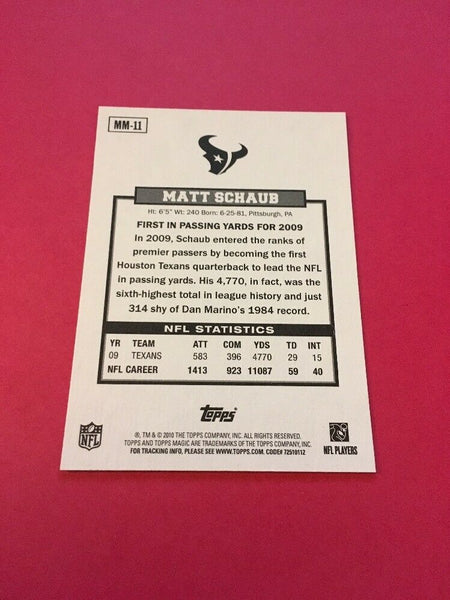 MM-11
MATT SCHAUB
Ht: 6'5" Wt: 240 Born: 6-25-81, Pittsburgh, PA
FIRST IN PASSING YARDS FOR 2009
In 2009, Schaub entered the ranks of
premier passers by becoming the first
Houston Texans quarterback to lead the NFL
in passing yards. His 4,770, in fact, was the
sixth-highest total in league history and just
314 shy of Dan Marino's 1984 record.
NFL STATISTICS
YR TEAM ATT COM YDS TD INT
09 TEXANS 583 396 4770 29 15
NFL CAREER 1413 923 11087 59 40
Topps
®, TM & © 2010 THE TOPPS COMPANY, INC. ALL RIGHTS RESERVED.
TOPPS AND TOPPS MAGIC ARE TRADEMARKS OF THE TOPPS COMPANY, INC.
FOR TRACKING INFO, PLEASE SEE WWW.TOPPS.COM. CODE# 72510112
NFL
NFL PLAYERS